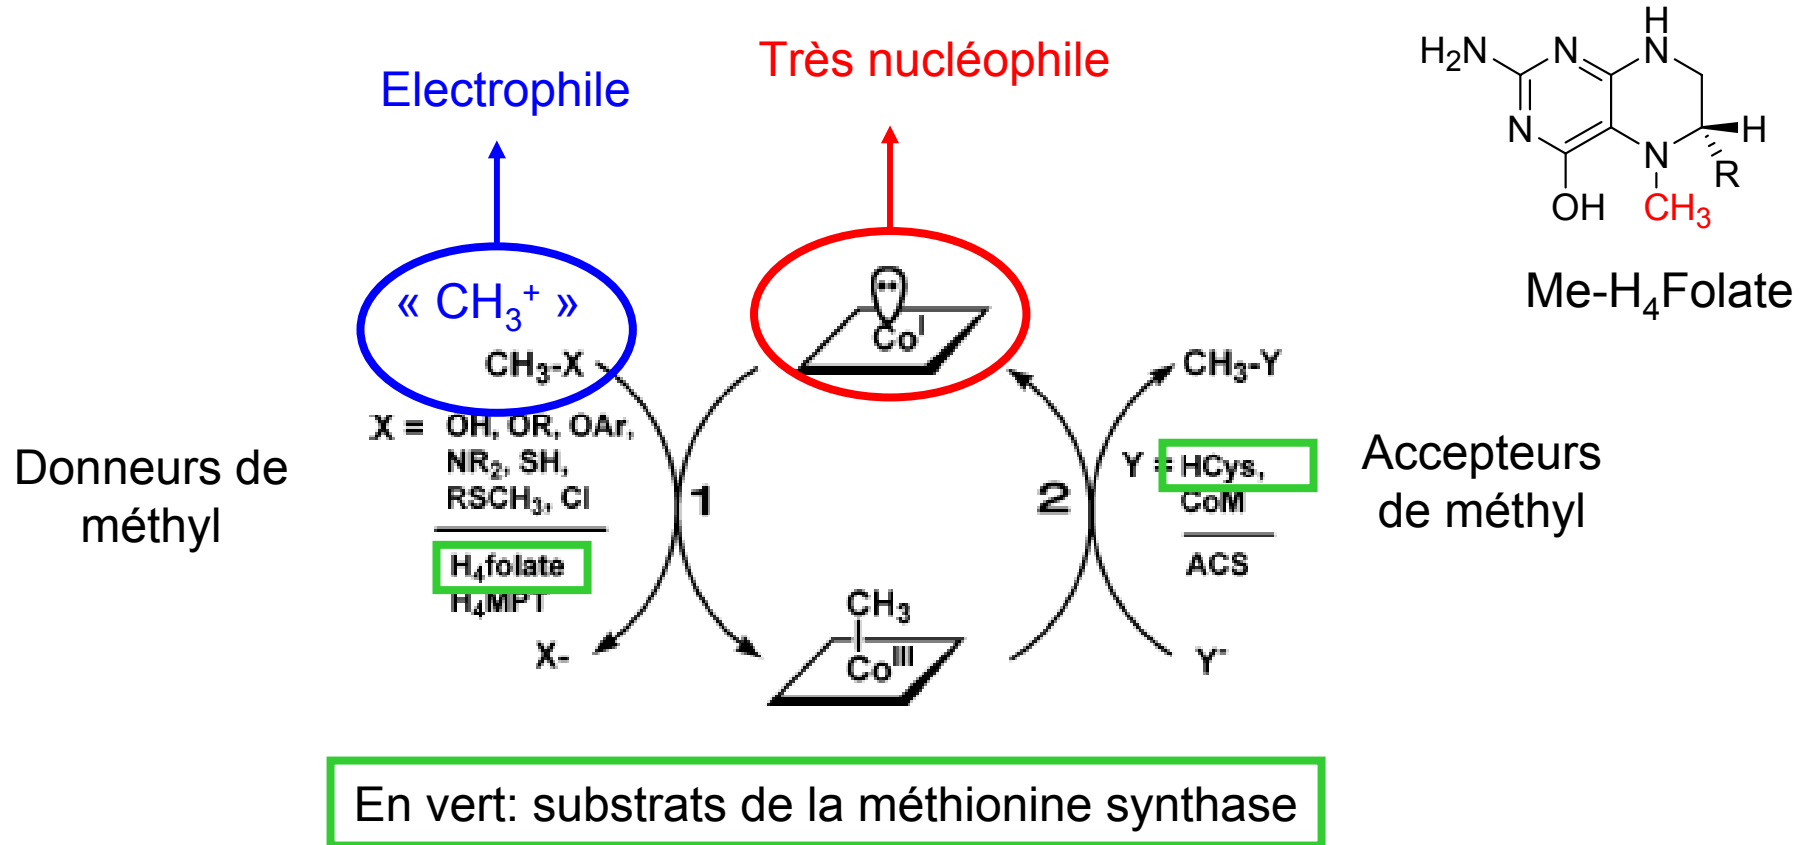 Electrophile
Très nucléophile
H
H₂N
N
N
N
N
H
R
OH
CH₃
Me-H₄Folate
« CH₃⁺ »
CH₃-X
Coᴵ
CH₃-Y
X = OH, OR, OAr,
NR₂, SH,
RSCH₃, Cl
H₄folate
H₄MPT
X-
Donneurs de
méthyl
1
2
Y = HCys,
CoM
ACS
Y⁻
Accepteurs
de méthyl
CH₃
Coᴵᴵᴵ
En vert: substrats de la méthionine synthase